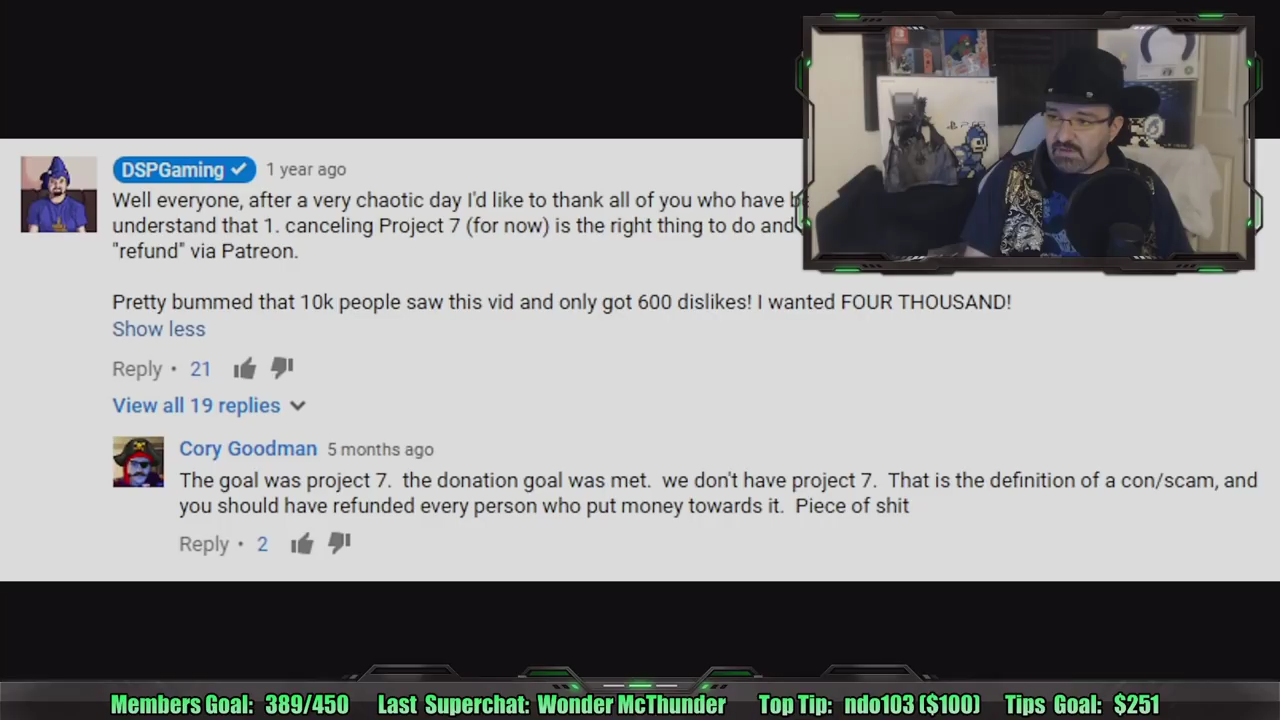 DSPGaming 1 year ago
Well everyone, after a very chaotic day I'd like to thank all of you who have
understand that 1. canceling Project 7 (for now) is the right thing to do and
"refund" via Patreon.
Pretty bummed that 10k people saw this vid and only got 600 dislikes! I wanted FOUR THOUSAND!
Show less
Reply • 21
View all 19 replies
Cory Goodman 5 months ago
The goal was project 7. the donation goal was met. we don't have project 7. That is the definition of a con/scam, and
you should have refunded every person who put money towards it. Piece of shit
Reply • 2
Members Goal: 389/450 Last Superchat: Wonder McThunder Top Tip: ndo103 ($100) Tips Goal: $251